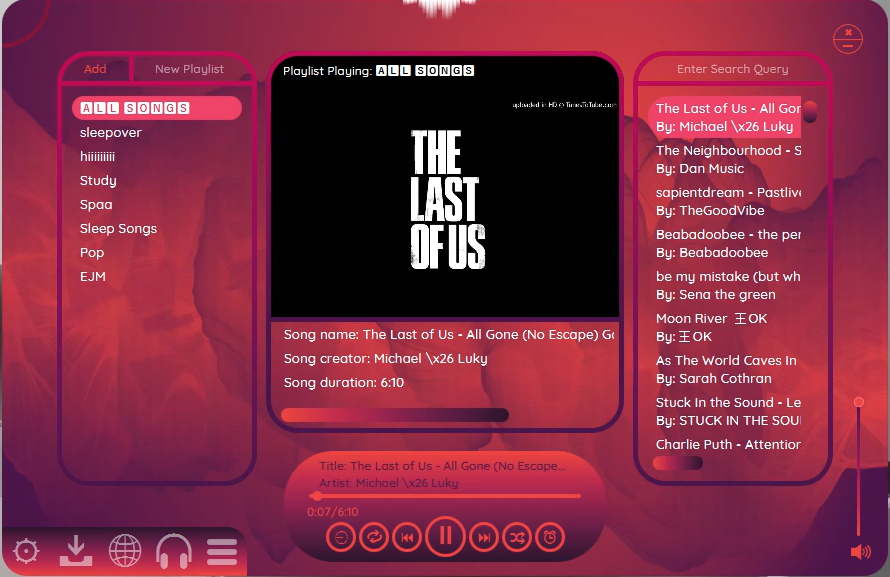 Add
New Playlist
ALL SONGS
sleepover
hiiiiiiiii
Study
Spaa
Sleep Songs
Pop
EJM
Playlist Playing: ALL SONGS
uploaded in HD @ TunesToTube.com
THE
LAST
OF US
Song name: The Last of Us - All Gone (No Escape) Go
Song creator: Michael \x26 Luky
Song duration: 6:10
Title: The Last of Us - All Gone (No Escape...
Artist: Michael \x26 Luky
0:07/6:10
Enter Search Query
The Last of Us - All Gon
By: Michael \x26 Luky
The Neighbourhood - S
By: Dan Music
sapientdream - Pastlive
By: TheGoodVibe
Beabadoobee - the per
By: Beabadoobee
be my mistake (but wh
By: Sena the green
Moon River 王OK
By: 王OK
As The World Caves In
By: Sarah Cothran
Stuck In the Sound - Le
By: STUCK IN THE SOU
Charlie Puth - Attention